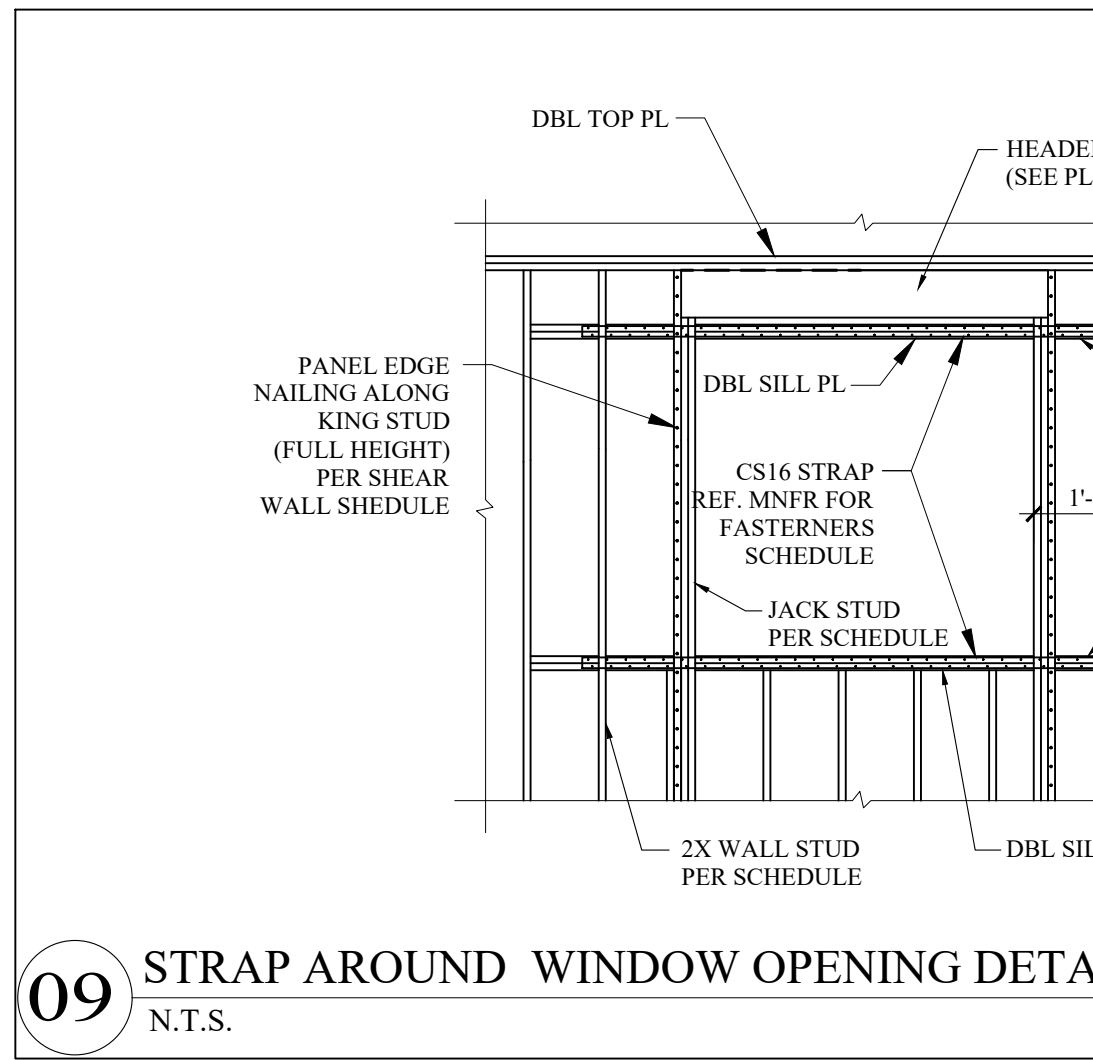 DBL TOP PL
HEADE
(SEE PL
PANEL EDGE
NAILING ALONG
KING STUD
(FULL HEIGHT)
PER SHEAR
WALL SHEDULE
DBL SILL PL
CS16 STRAP
REF. MNFR FOR
FASTERNERS
SCHEDULE
1'-
JACK STUD
PER SCHEDULE
2X WALL STUD
PER SCHEDULE
DBL SIL
09
STRAP AROUND WINDOW OPENING DETA
N.T.S.